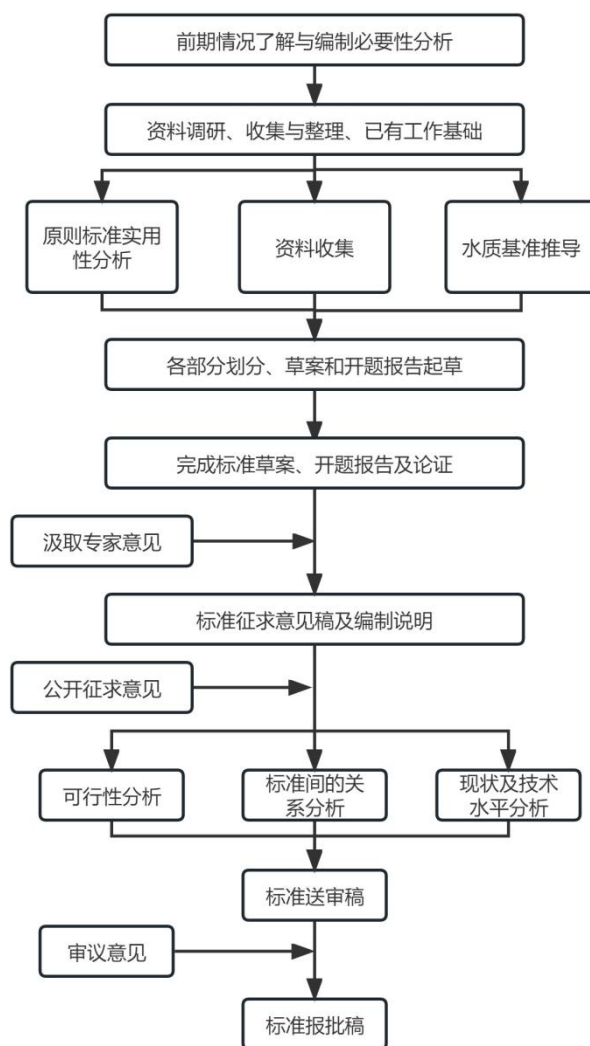 前期情况了解与编制必要性分析
资料调研、收集与整理、已有工作基础
原则标准实用
性分析
资料收集
水质基准推导
各部分划分、草案和开题报告起草
完成标准草案、开题报告及论证
汲取专家意见
标准征求意见稿及编制说明
公开征求意见
可行性分析
标准间的关
系分析
现状及技术
水平分析
标准送审稿
审议意见
标准报批稿